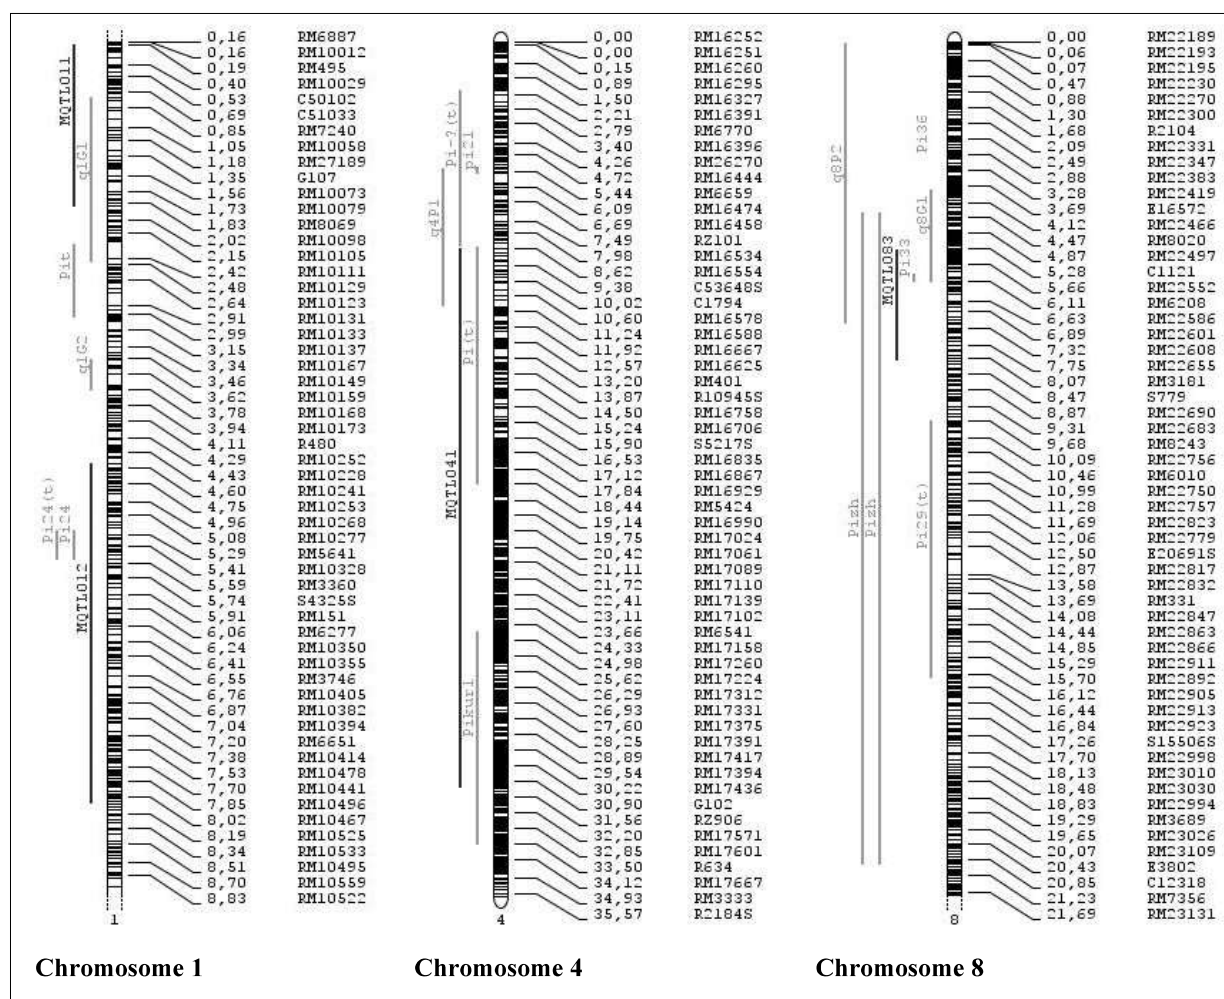 MQTL011
q1G1
Pit
q1G2
Pi24(t)
Pi24
MQTL012
0,16 RM6887
0,16 RM10012
0,19 RM495
0,40 RM10029
0,53 C50102
0,69 C51033
0,85 RM7240
1,05 RM10058
1,18 RM27189
1,35 G107
1,56 RM10073
1,73 RM10079
1,83 RM8069
2,02 RM10098
2,15 RM10105
2,42 RM10111
2,48 RM10129
2,64 RM10123
2,91 RM10131
2,99 RM10133
3,15 RM10137
3,34 RM10167
3,46 RM10149
3,62 RM10159
3,78 RM10168
3,94 RM10173
4,11 R480
4,29 RM10252
4,43 RM10228
4,60 RM10241
4,75 RM10253
4,96 RM10268
5,08 RM10277
5,29 RM5641
5,41 RM10328
5,59 RM3360
5,74 S4325S
5,91 RM151
6,06 RM6277
6,24 RM10350
6,41 RM10355
6,55 RM3746
6,76 RM10405
6,87 RM10382
7,04 RM10394
7,20 RM6651
7,38 RM10414
7,53 RM10478
7,70 RM10441
7,85 RM10496
8,02 RM10467
8,19 RM10525
8,34 RM10533
8,51 RM10495
8,70 RM10559
8,83 RM10522
1
Pi-?(t)
pi21
q4P1
Pi(t)
MQTL041
Pikur1
0,00 RM16252
0,00 RM16251
0,15 RM16260
0,89 RM16295
1,50 RM16327
2,21 RM16391
2,79 RM6770
3,40 RM16396
4,26 RM26270
4,72 RM16444
5,44 RM6659
6,09 RM16474
6,69 RM16458
7,49 RZ101
7,98 RM16534
8,62 RM16554
9,38 C53648S
10,02 C1794
10,60 RM16578
11,24 RM16588
11,92 RM16667
12,57 RM16625
13,20 RM401
13,87 R10945S
14,50 RM16758
15,24 RM16706
15,90 S5217S
16,53 RM16835
17,12 RM16867
17,84 RM16929
18,44 RM5424
19,14 RM16990
19,75 RM17024
20,42 RM17061
21,11 RM17089
21,72 RM17110
22,41 RM17139
23,11 RM17102
23,66 RM6541
24,33 RM17158
24,98 RM17260
25,62 RM17224
26,29 RM17312
26,93 RM17331
27,60 RM17375
28,25 RM17391
28,89 RM17417
29,54 RM17394
30,22 RM17436
30,90 G102
31,56 RZ906
32,20 RM17571
32,85 RM17601
33,50 R634
34,12 RM17667
34,93 RM3333
35,57 R2184S
4
q8P2
Pi36
q8G1
MQTL083
Pi33
Pizh
Pizh
Pi29(t)
0,00 RM22189
0,06 RM22193
0,07 RM22195
0,47 RM22230
0,88 RM22270
1,30 RM22300
1,68 R2104
2,09 RM22331
2,49 RM22347
2,88 RM22383
3,28 RM22419
3,69 E16572
4,12 RM22466
4,47 RM8020
4,87 RM22497
5,28 C1121
5,66 RM22552
6,11 RM6208
6,63 RM22586
6,89 RM22601
7,32 RM22608
7,75 RM22655
8,07 RM3181
8,47 S779
8,87 RM22690
9,31 RM22683
9,68 RM8243
10,09 RM22756
10,46 RM6010
10,99 RM22750
11,28 RM22757
11,69 RM22823
12,06 RM22779
12,50 E20691S
12,87 RM22817
13,58 RM22832
13,69 RM331
14,08 RM22847
14,44 RM22863
14,85 RM22866
15,29 RM22911
15,70 RM22892
16,12 RM22905
16,44 RM22913
16,84 RM22923
17,26 S15506S
17,70 RM22998
18,13 RM23010
18,48 RM23030
18,83 RM22994
19,29 RM3689
19,65 RM23026
20,07 RM23109
20,43 E3802
20,85 C12318
21,23 RM7356
21,69 RM23131
8
Chromosome 1
Chromosome 4
Chromosome 8